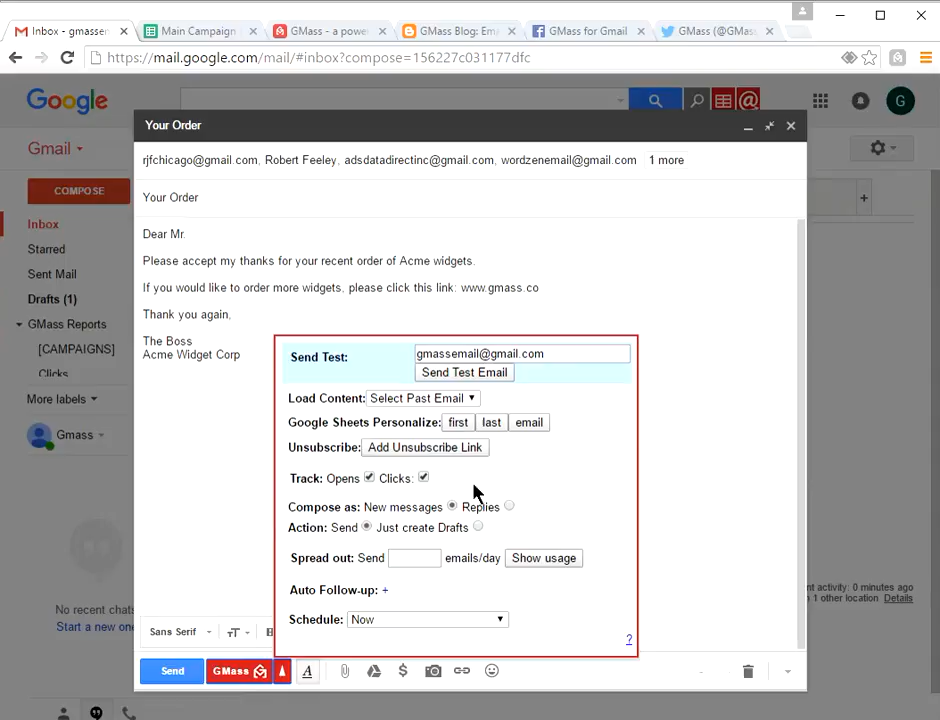 Inbox - gmasser
Main Campaign
GMass - a powe
GMass Blog: Ema
GMass for Gmail
GMass (@GMas
https://mail.google.com/mail/#inbox?compose=156227c031177dfc
Google
G
Gmail
COMPOSE
Inbox
Starred
Sent Mail
Drafts (1)
GMass Reports
[CAMPAIGNS]
Clicks
More labels
Gmass
No recent chats
Start a new one
Your Order
rjfchicago@gmail.com, Robert Feeley, adsdatadirectinc@gmail.com, wordzenemail@gmail.com 1 more
Your Order
Dear Mr.
Please accept my thanks for your recent order of Acme widgets.
If you would like to order more widgets, please click this link: www.gmass.co
Thank you again,
The Boss
Acme Widget Corp
Send Test: gmassemail@gmail.com
Send Test Email
Load Content: Select Past Email
Google Sheets Personalize: first last email
Unsubscribe: Add Unsubscribe Link
Track: Opens Clicks:
Compose as: New messages Replies
Action: Send Just create Drafts
Spread out: Send emails/day Show usage
Auto Follow-up: +
Schedule: Now
?
Sans Serif
Send GMass
nt activity: 0 minutes ago
1 other location Details